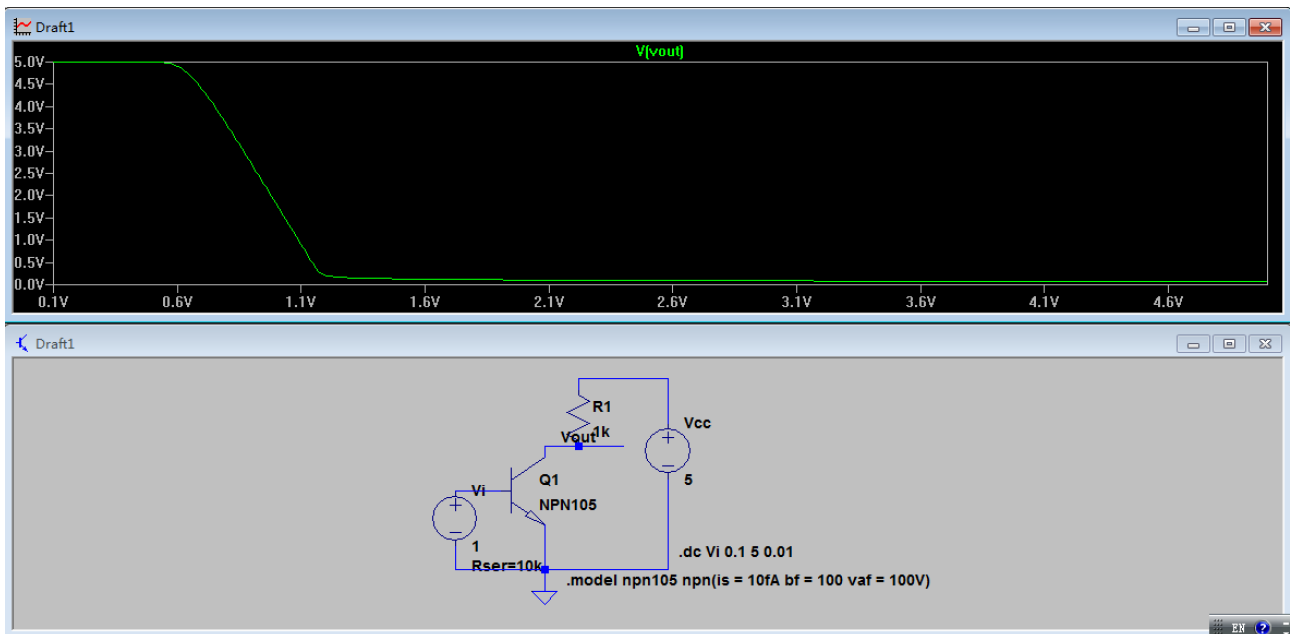 Draft1
V(vout)
5.0V
4.5V
4.0V
3.5V
3.0V
2.5V
2.0V
1.5V
1.0V
0.5V
0.0V
0.1V 0.6V 1.1V 1.6V 2.1V 2.6V 3.1V 3.6V 4.1V 4.6V
Draft1
R1
1k
Vout
Vcc
5
Vi
Q1
NPN105
1
Rser=10k
.dc Vi 0.1 5 0.01
.model npn105 npn(is = 10fA bf = 100 vaf = 100V)
EN